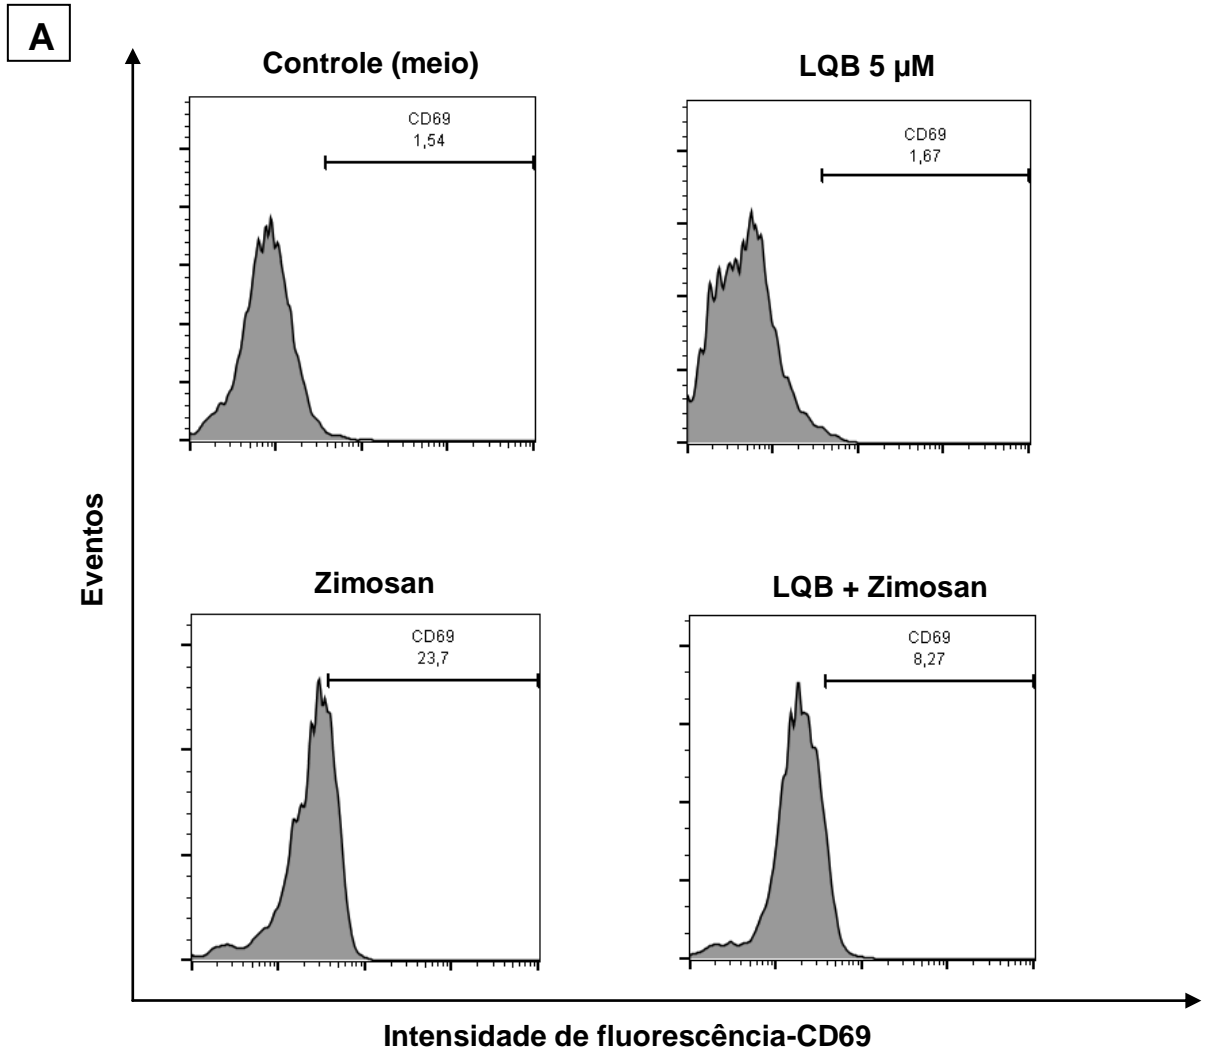 A
Controle (meio)
LQB 5 µM
CD69
1,54
CD69
1,67
Eventos
Zimosan
LQB + Zimosan
CD69
23,7
CD69
8,27
Intensidade de fluorescência-CD69